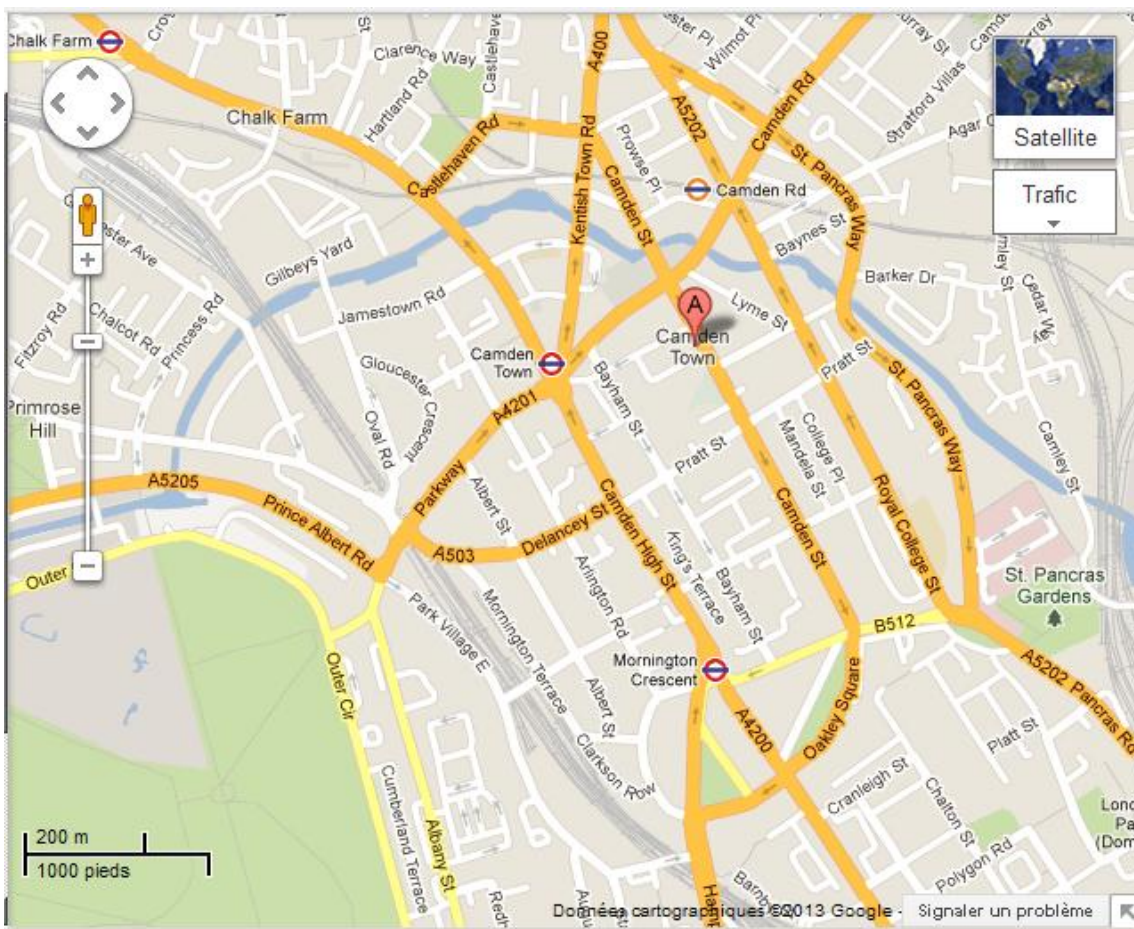 Chalk Farm
Clarence Way
Hartland Rd
Castlehaven Rd
A400
Wilmot Pl
A5202
Camden Rd
Stratford Villas
Satellite
Trafic
Chalk Farm
Kentish Town Rd
Prowse Pl
Camden St
Camden Rd
St. Pancras Way
Baynes St
Barker Dr
Gilbeys Yard
Jamestown Rd
Lyme St
A
Camden
Town
Fitzroy Rd
Chalcot Rd
Princess Rd
Gloucester Crescent
Oval Rd
Camden
Town
Bayham St
Pratt St
St. Pancras Way
Camley St
Primrose
Hill
A4201
Parkway
Pratt St
College Pl
Mandela St
A5205
Prince Albert Rd
Albert St
A503
Delancey St
Camden High St
King's Terrace
Camden St
Royal College St
St. Pancras
Gardens
Outer
Park Village E
Mornington Terrace
Arlington Rd
Albert St
Bayham St
B512
Mornington
Crescent
A5202
Pancras Rd
Outer Cir
A4200
Oakley Square
Platt St
Clarkson Row
Cranleigh St
Chalton St
Cumberland Terrace
Albany St
Polygon Rd
200 m
1000 pieds
Données cartographiques ©2013 Google -
Signaler un problème